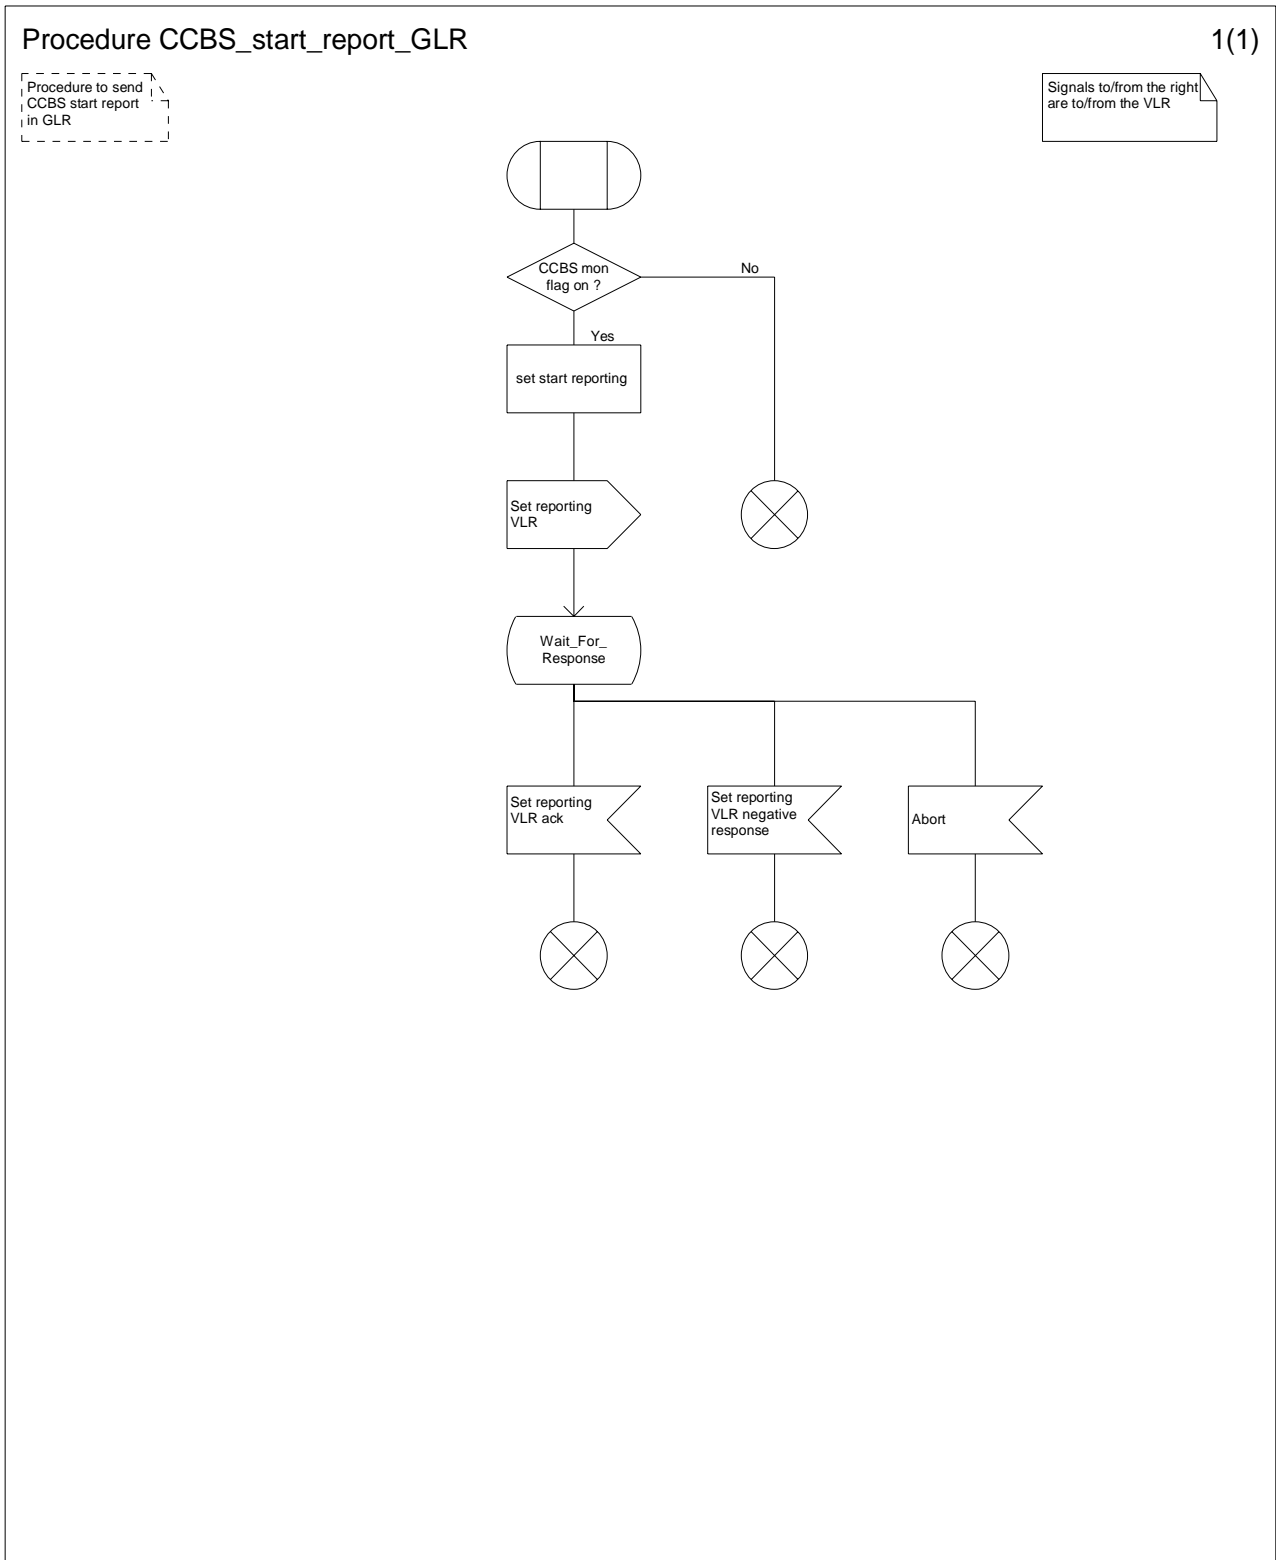 Procedure CCBS_start_report_GLR
1(1)
Procedure to send
CCBS start report
in GLR
Signals to/from the right
are to/from the VLR
CCBS mon
flag on ?
No
Yes
set start reporting
Set reporting
VLR
Wait_For_
Response
Set reporting
VLR ack
Set reporting
VLR negative
response
Abort